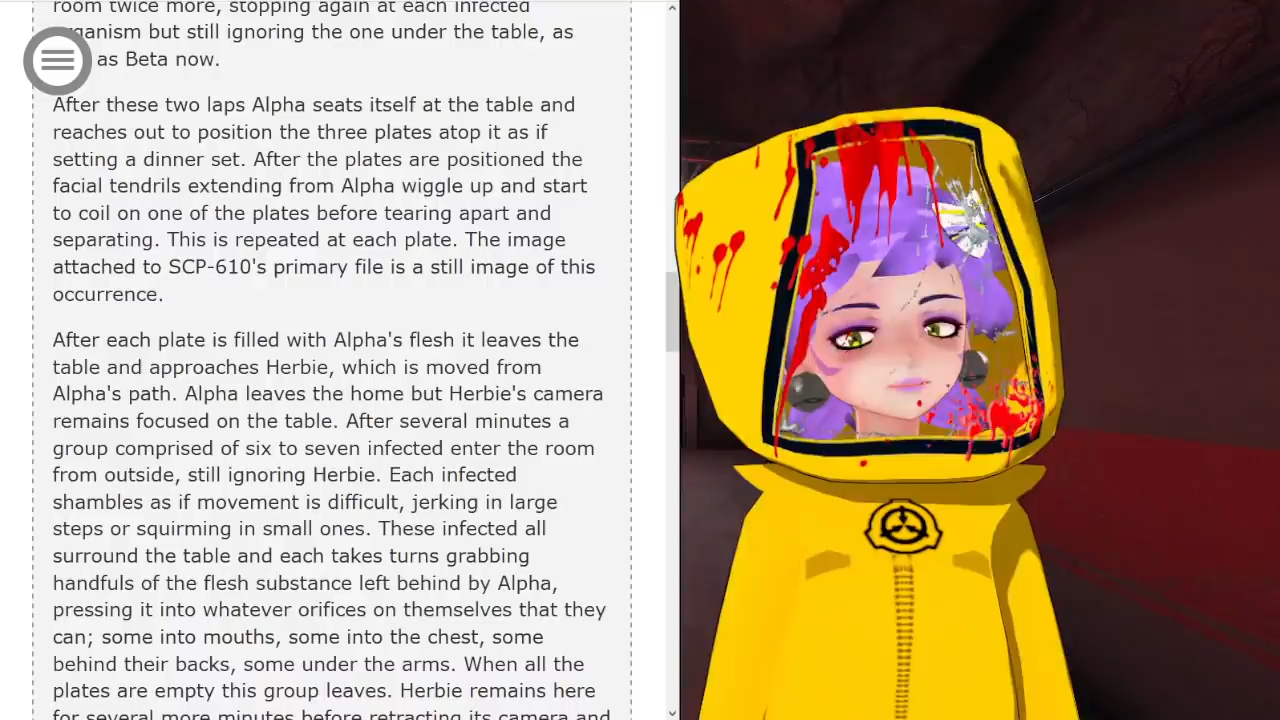 room twice more, stopping again at each infected
organism but still ignoring the one under the table, as
as Beta now.
After these two laps Alpha seats itself at the table and
reaches out to position the three plates atop it as if
setting a dinner set. After the plates are positioned the
facial tendrils extending from Alpha wiggle up and start
to coil on one of the plates before tearing apart and
separating. This is repeated at each plate. The image
attached to SCP-610's primary file is a still image of this
occurrence.
After each plate is filled with Alpha's flesh it leaves the
table and approaches Herbie, which is moved from
Alpha's path. Alpha leaves the home but Herbie's camera
remains focused on the table. After several minutes a
group comprised of six to seven infected enter the room
from outside, still ignoring Herbie. Each infected
shambles as if movement is difficult, jerking in large
steps or squirming in small ones. These infected all
surround the table and each takes turns grabbing
handfuls of the flesh substance left behind by Alpha,
pressing it into whatever orifices on themselves that they
can; some into mouths, some into the chest, some
behind their backs, some under the arms. When all the
plates are empty this group leaves. Herbie remains here
for several more minutes before retracting its camera and